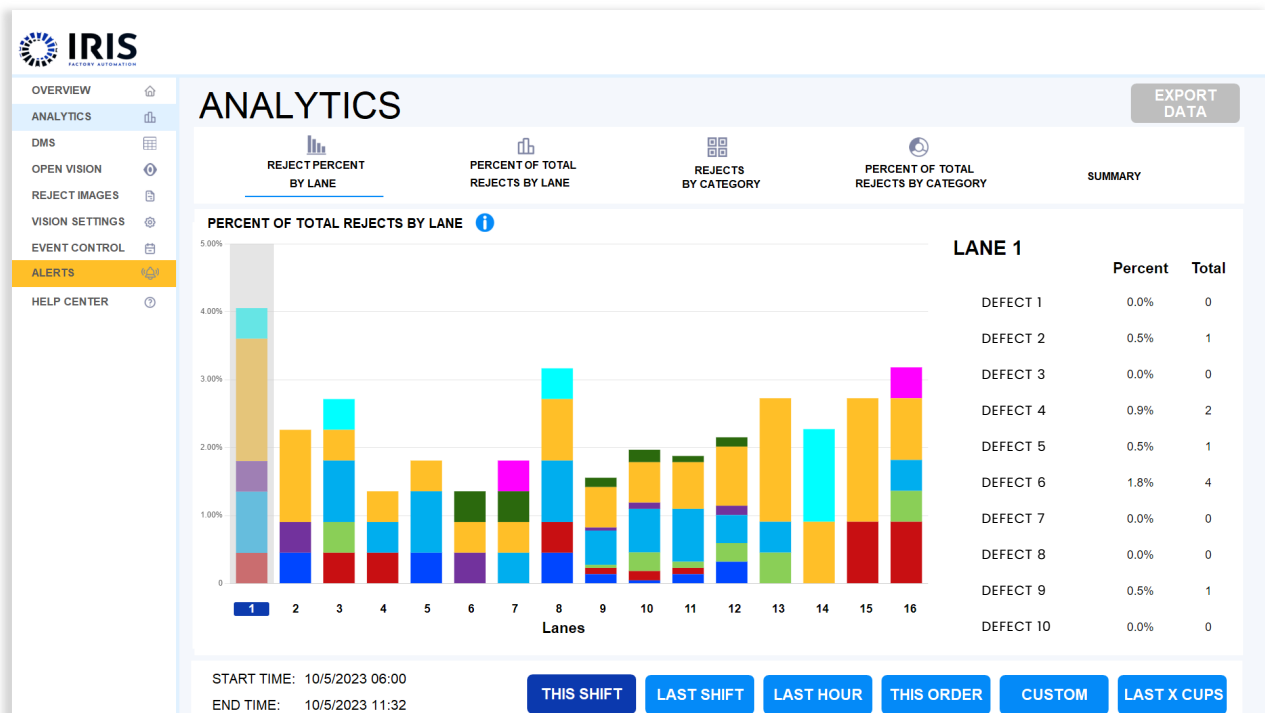 IRIS
FACTORY AUTOMATION
OVERVIEW
ANALYTICS
DMS
OPEN VISION
REJECT IMAGES
VISION SETTINGS
EVENT CONTROL
ALERTS
HELP CENTER
ANALYTICS
EXPORT
DATA
REJECT PERCENT
BY LANE
PERCENT OF TOTAL
REJECTS BY LANE
REJECTS
BY CATEGORY
PERCENT OF TOTAL
REJECTS BY CATEGORY
SUMMARY
PERCENT OF TOTAL REJECTS BY LANE i
5.00%
4.00%
3.00%
2.00%
1.00%
0
1 2 3 4 5 6 7 8 9 10 11 12 13 14 15 16
Lanes
LANE 1
Percent Total
DEFECT 1 0.0% 0
DEFECT 2 0.5% 1
DEFECT 3 0.0% 0
DEFECT 4 0.9% 2
DEFECT 5 0.5% 1
DEFECT 6 1.8% 4
DEFECT 7 0.0% 0
DEFECT 8 0.0% 0
DEFECT 9 0.5% 1
DEFECT 10 0.0% 0
START TIME: 10/5/2023 06:00
END TIME: 10/5/2023 11:32
THIS SHIFT LAST SHIFT LAST HOUR THIS ORDER CUSTOM LAST X CUPS